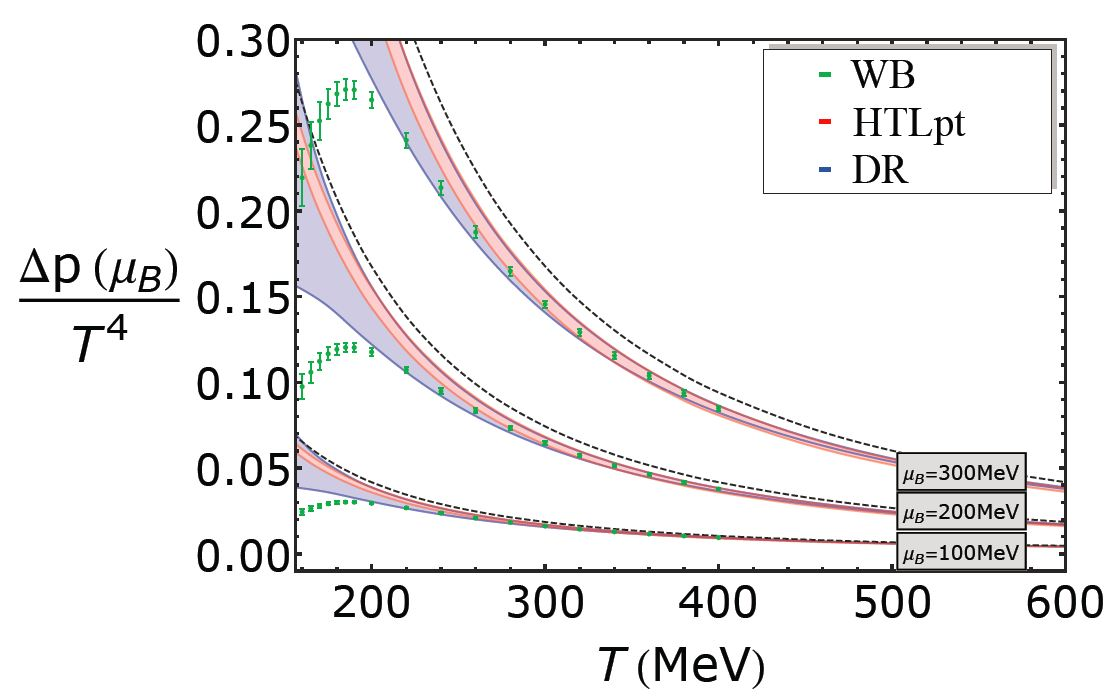 0.30
0.25
0.20
0.15
0.10
0.05
0.00
Δp (μB)
T4
WB
HTLpt
DR
μB=300MeV
μB=200MeV
μB=100MeV
200 300 400 500 600
T (MeV)